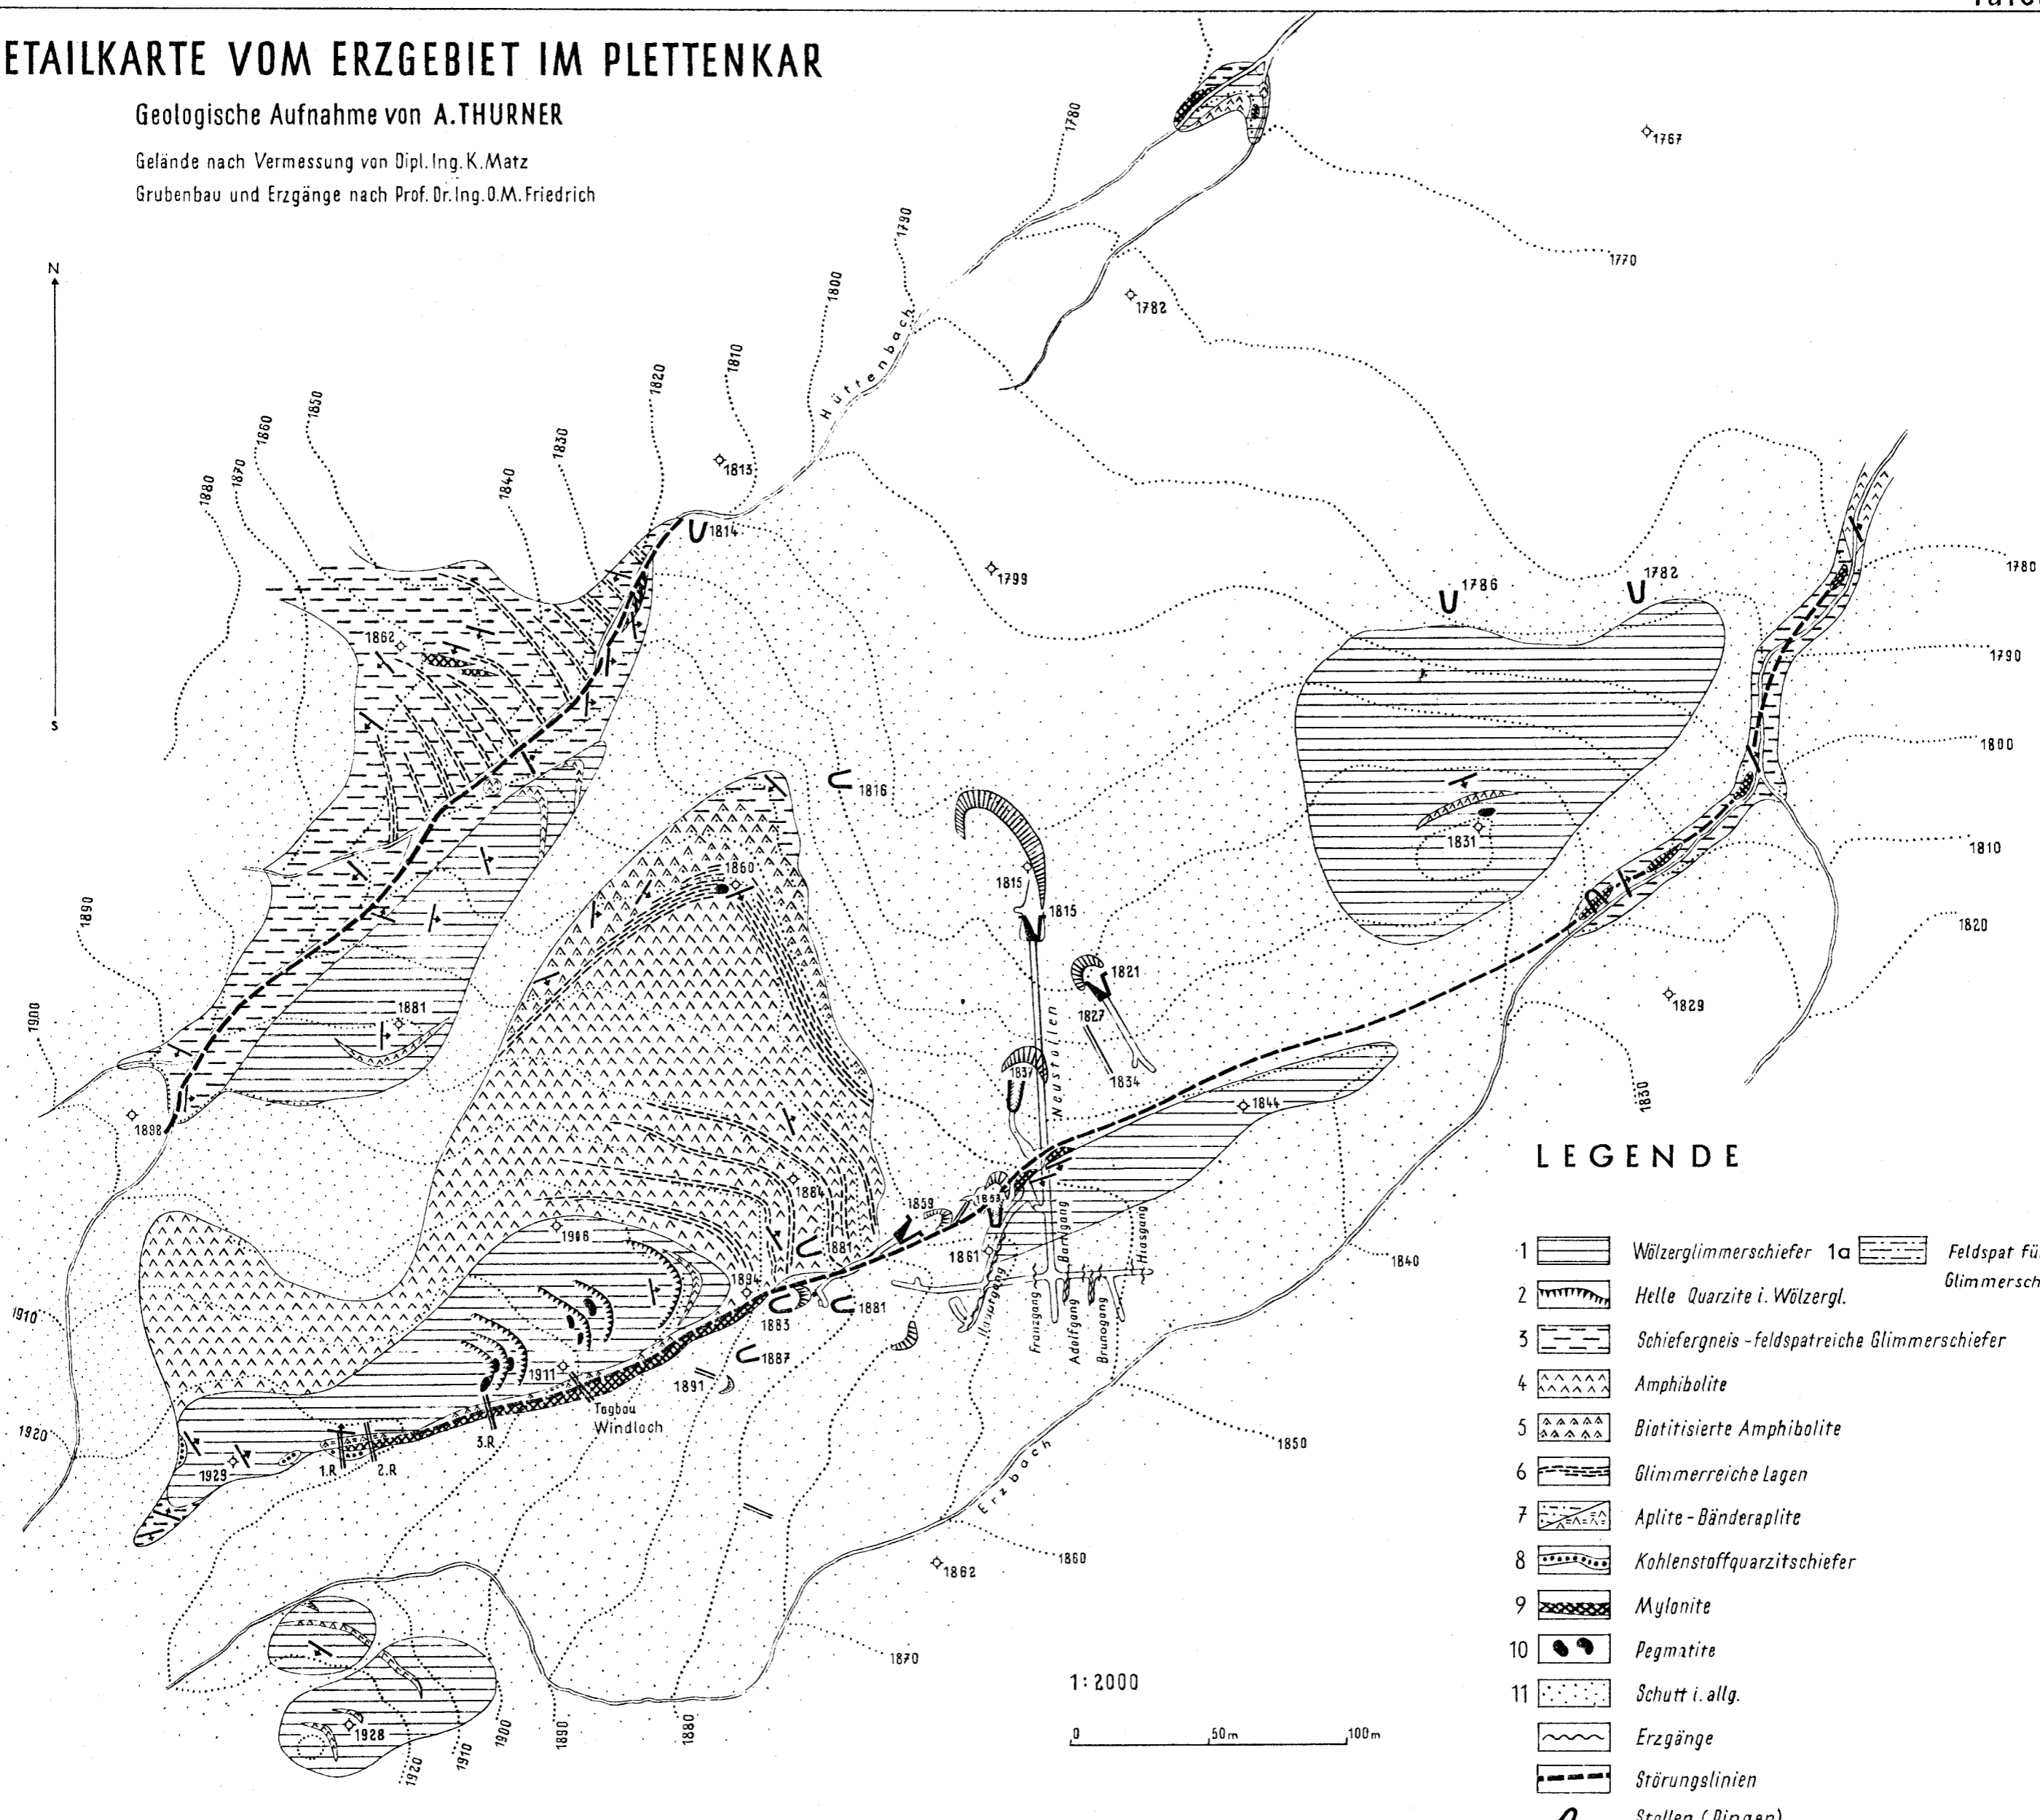 ETAILKARTE VOM ERZGEBIET IM PLETTENKAR
Geologische Aufnahme von A.THURNER
Gelände nach Vermessung von Dipl.Ing.K.Matz
Grubenbau und Erzgänge nach Prof.Dr.Ing.O.M.Friedrich
N
S
1780
1767
1790
1770
1800
1782
Hüttenbach
1810
1820
1850
1860
1830
1870
1840
1880
1813
1814
1799
1786
1782
1780
1862
1790
1816
1800
1831
1810
1815
1860
1815
1890
1820
1821
1881
1827
1829
1900
Neustollen
1837
1834
1830
1844
1898
1884
1859
1853
1906
1881
1861
Barbagang
Hiasgang
1840
1894
1883
1881
Franzgang
Adolfgang
Brunogang
1910
1887
1911
1891
Tagbau
Windloch
1920
3.R
1.R
2.R
1929
1850
Erzbach
1860
1862
1870
1928
1920
1910
1900
1890
1880
1:2000
0 50m 100m
LEGENDE
1 Wölzerglimmerschiefer 1a Feldspat fü
Glimmersch
2 Helle Quarzite i. Wölzergl.
3 Schiefergneis-feldspatreiche Glimmerschiefer
4 Amphibolite
5 Biotitisierte Amphibolite
6 Glimmerreiche Lagen
7 Aplite-Bänderaplite
8 Kohlenstoffquarzitschiefer
9 Mylonite
10 Pegmatite
11 Schutt i. allg.
Erzgänge
Störungslinien
Stollen (Pingen)